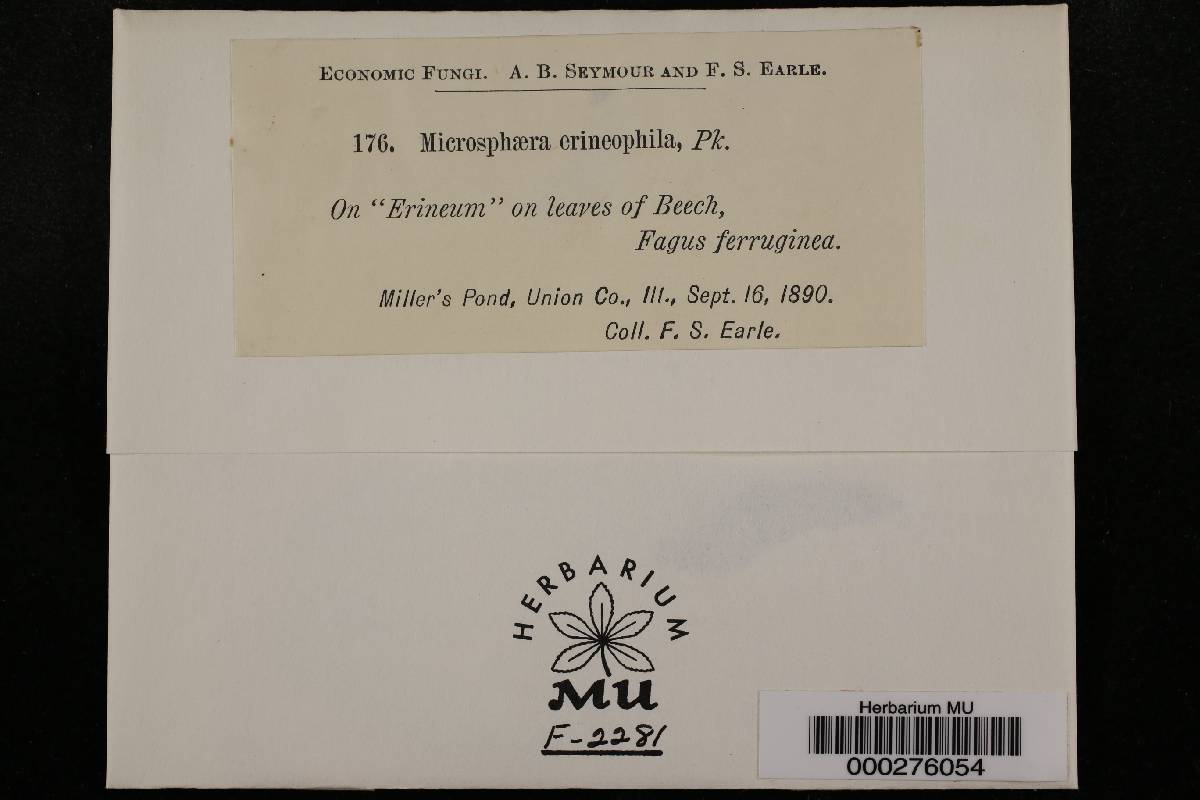 ECONOMIC FUNGI. A. B. SEYMOUR AND F. S. EARLE.
176. Microsphæra erineophila, Pk.
On "Erineum" on leaves of Beech,
Fagus ferruginea.
Miller's Pond, Union Co., Ill., Sept. 16, 1890.
Coll. F. S. Earle.
HERBARIUM
MU
F-2281
Herbarium MU
000276054